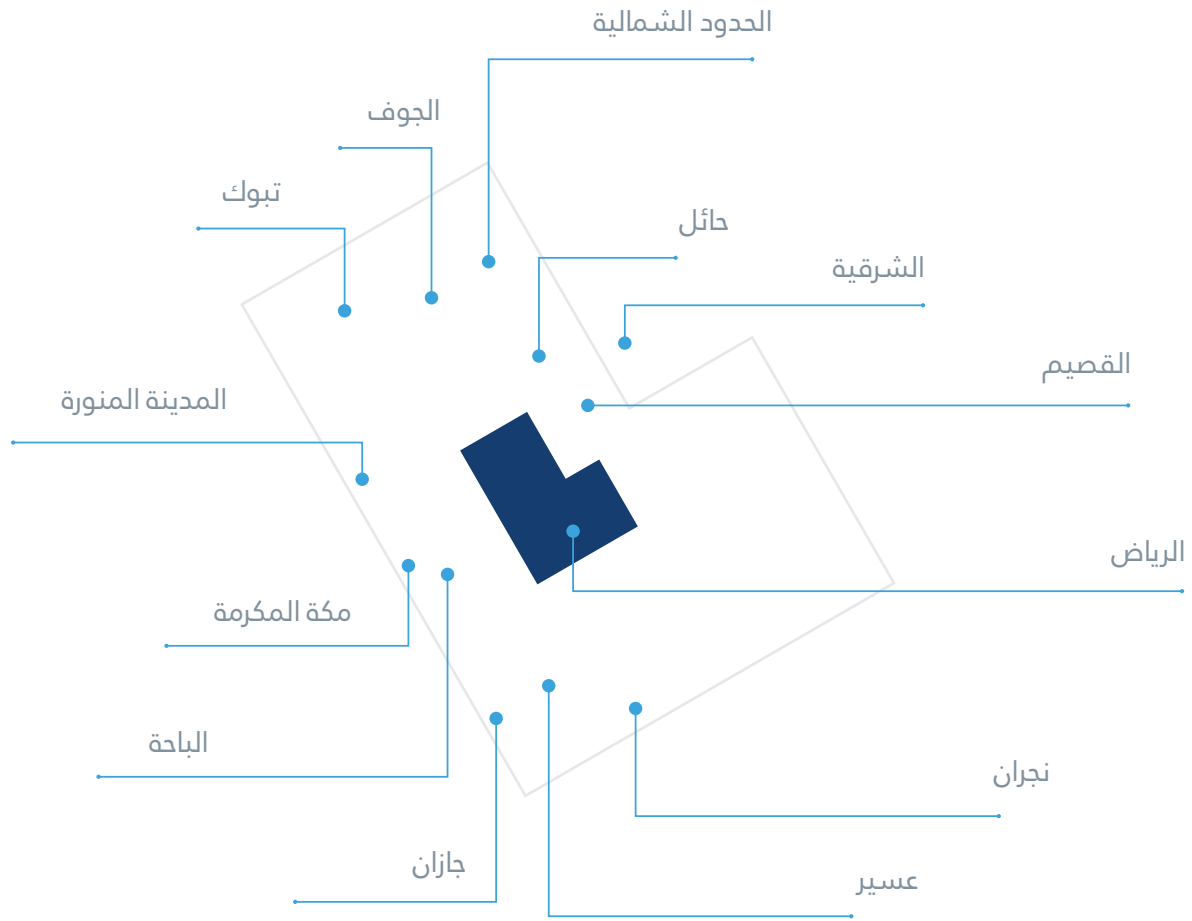 الحدود الشمالية
الجوف
تبوك
حائل
الشرقية
القصيم
المدينة المنورة
الرياض
مكة المكرمة
الباحة
نجران
جازان
عسير